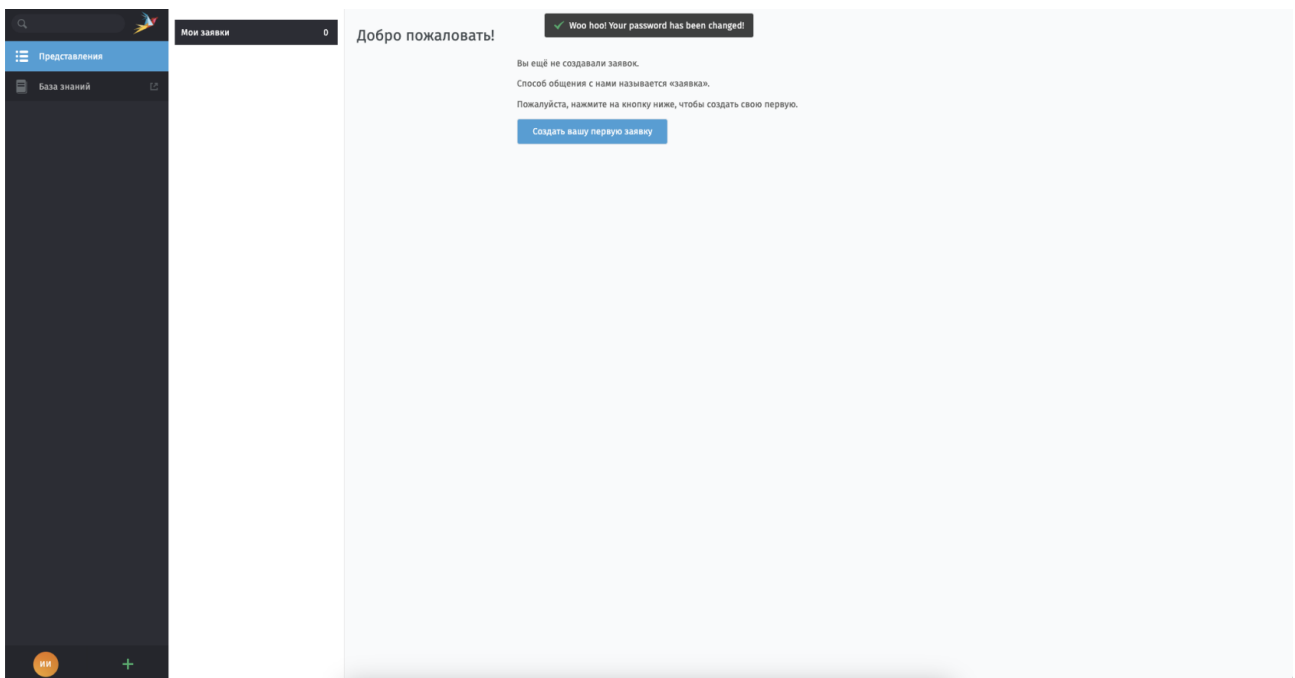 Мои заявки 0
Добро пожаловать!
✓ Woo hoo! Your password has been changed!
Представления
База знаний
Вы ещё не создавали заявок.
Способ общения с нами называется «заявка».
Пожалуйста, нажмите на кнопку ниже, чтобы создать свою первую.
Создать вашу первую заявку
ИИ